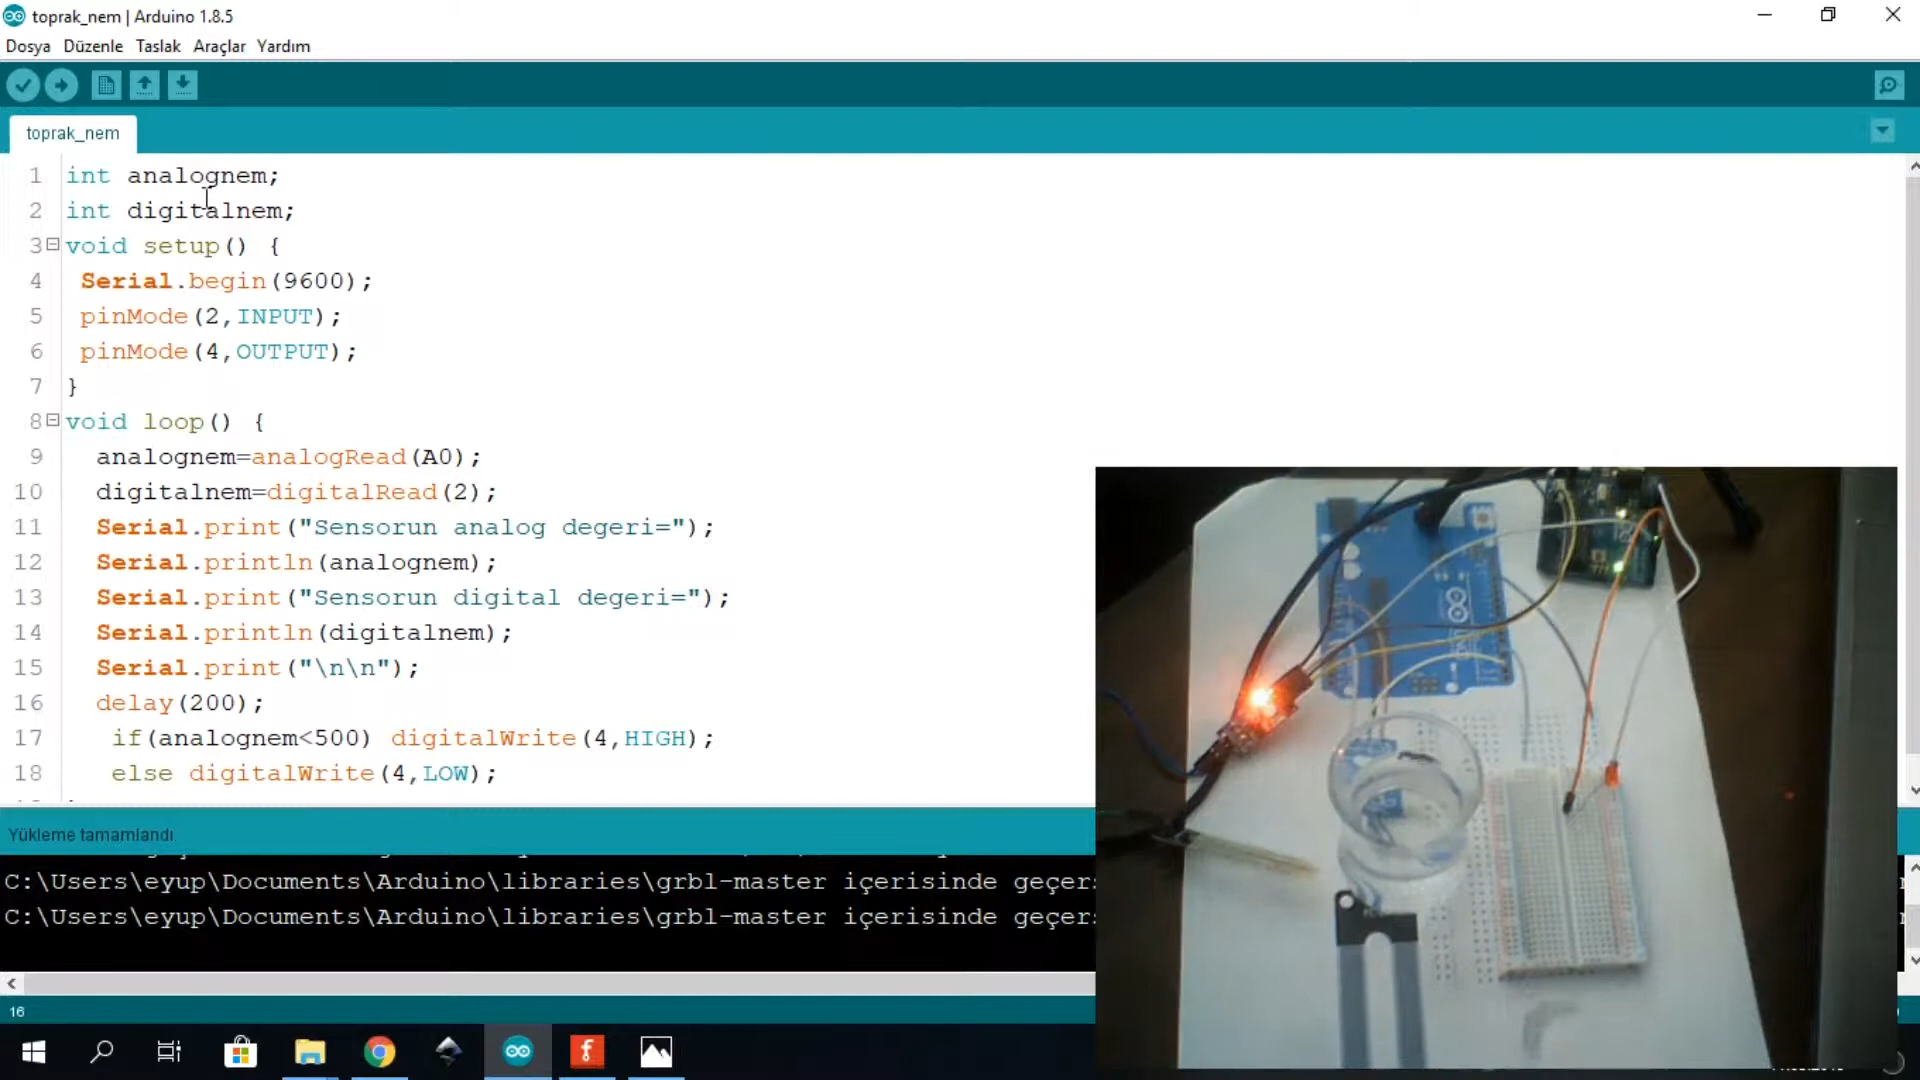 toprak_nem | Arduino 1.8.5
Dosya Düzenle Taslak Araçlar Yardım
toprak_nem
1 int analognem;
2 int digitalnem;
3 void setup() {
4 Serial.begin(9600);
5 pinMode(2,INPUT);
6 pinMode(4,OUTPUT);
7 }
8 void loop() {
9 analognem=analogRead(A0);
10 digitalnem=digitalRead(2);
11 Serial.print("Sensorun analog degeri=");
12 Serial.println(analognem);
13 Serial.print("Sensorun digital degeri=");
14 Serial.println(digitalnem);
15 Serial.print("\n\n");
16 delay(200);
17 if(analognem<500) digitalWrite(4,HIGH);
18 else digitalWrite(4,LOW);
Yükleme tamamlandı
C:\Users\eyup\Documents\Arduino\libraries\grbl-master içerisinde geçers
C:\Users\eyup\Documents\Arduino\libraries\grbl-master içerisinde geçers
16